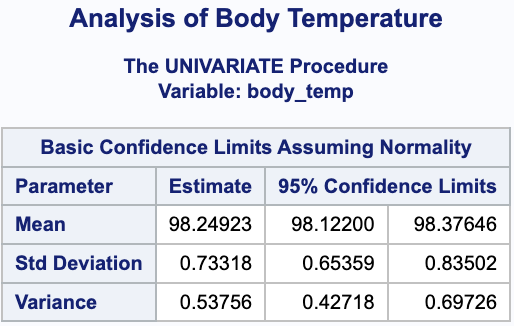 Analysis of Body Temperature
The UNIVARIATE Procedure
Variable: body_temp
Basic Confidence Limits Assuming Normality
Parameter Estimate 95% Confidence Limits
Mean 98.24923 98.12200 98.37646
Std Deviation 0.73318 0.65359 0.83502
Variance 0.53756 0.42718 0.69726